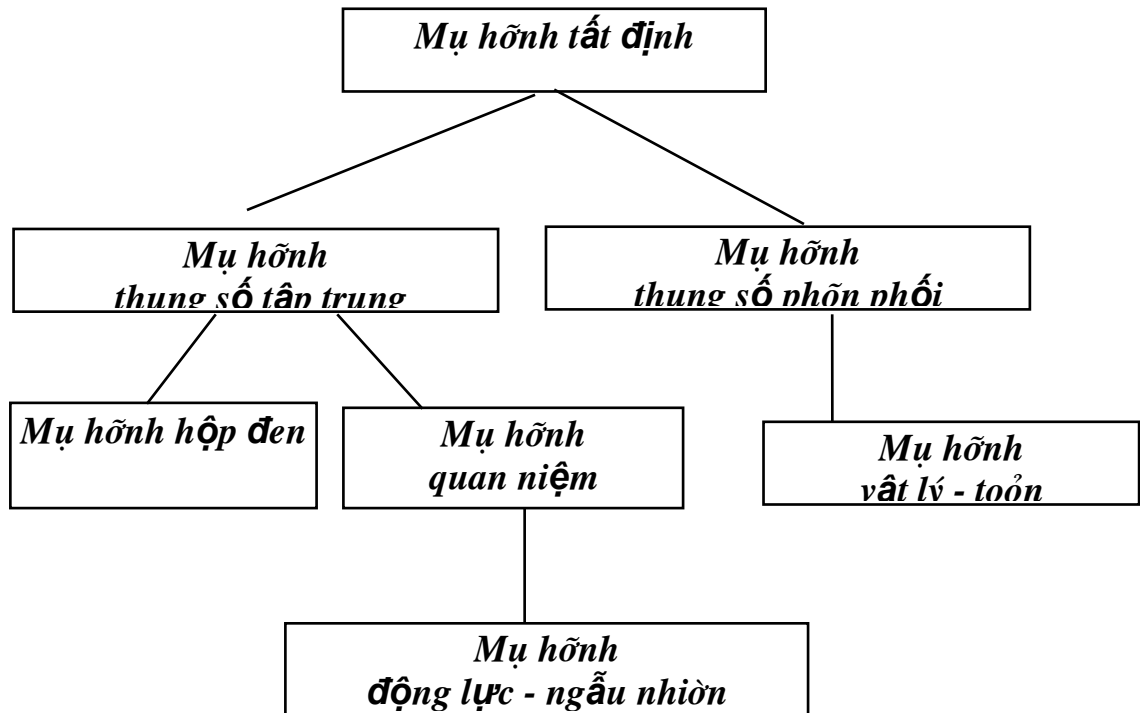 Mụ hỡnh tất định
Mụ hỡnh
thung số tập trung
Mụ hỡnh
thung số phõn phối
Mụ hỡnh hộp đen
Mụ hỡnh
quan niệm
Mụ hỡnh
vật lý - toỏn
Mụ hỡnh
động lực - ngẫu nhiờn